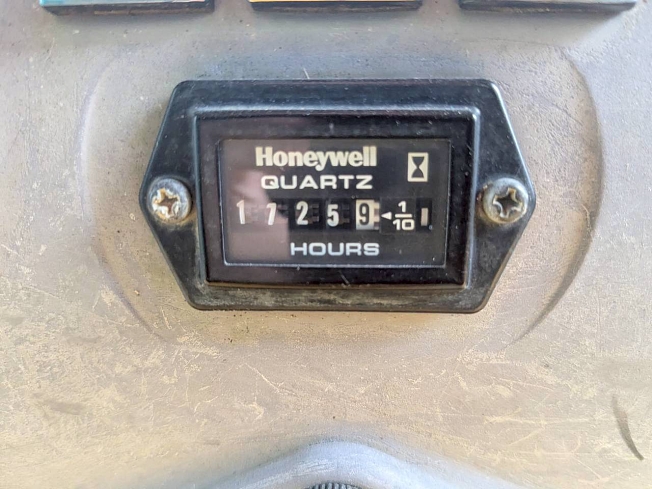 Honeywell
QUARTZ
1 7 2 5 9 ◄ 1/10
HOURS